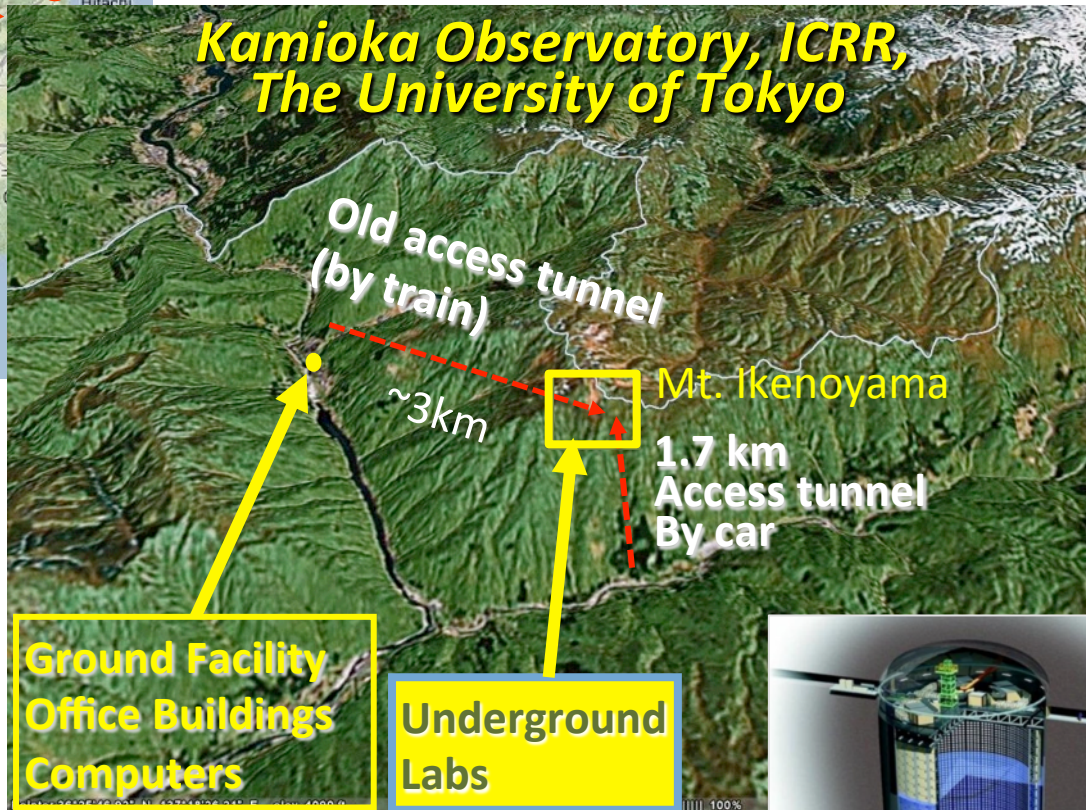 Hitachi
Kamioka Observatory, ICRR,
The University of Tokyo
Old access tunnel
(by train)
~3km
Mt. Ikenoyama
1.7 km
Access tunnel
By car
Ground Facility
Office Buildings
Computers
Underground
Labs
100%